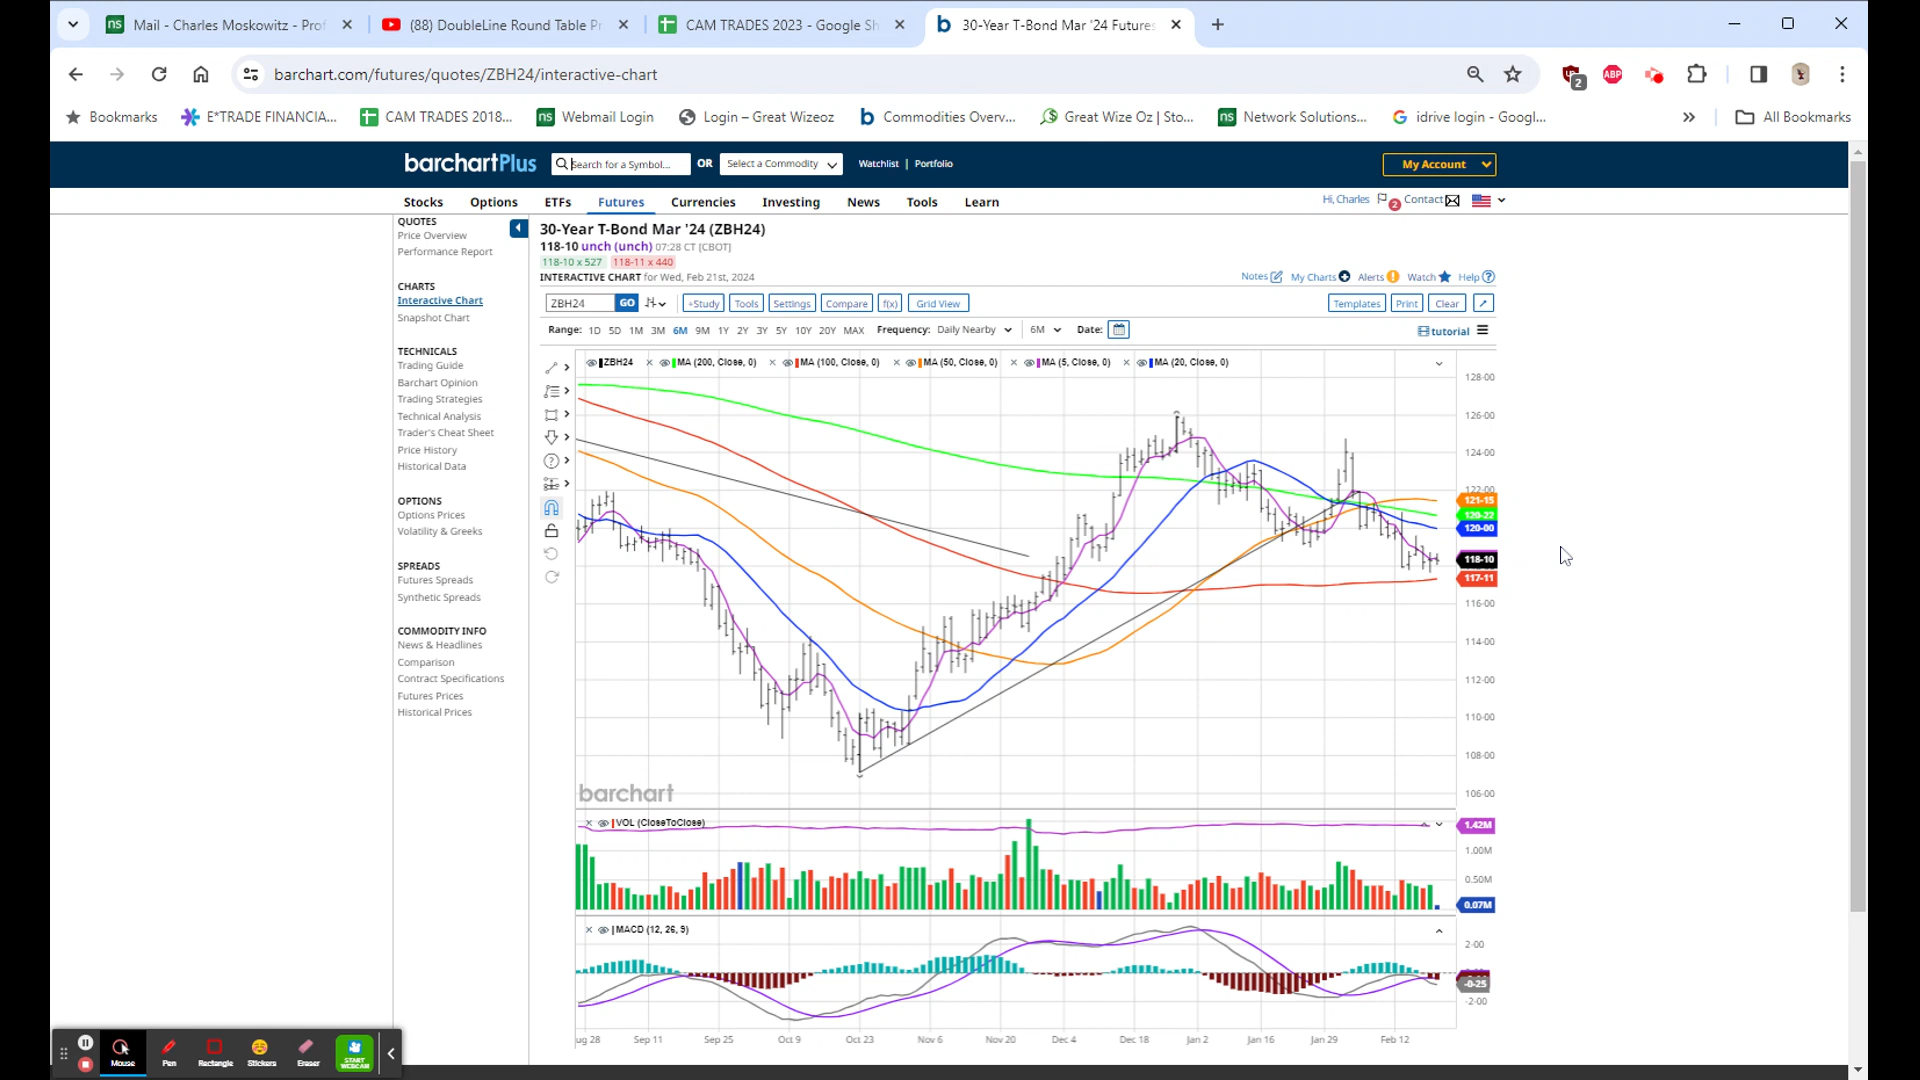 Mail - Charles Moskowitz - Prof
(88) DoubleLine Round Table Pr
CAM TRADES 2023 - Google Sh
30-Year T-Bond Mar '24 Futures
barchart.com/futures/quotes/ZBH24/interactive-chart
2
ABP
Bookmarks
E*TRADE FINANCIA...
CAM TRADES 2018...
Webmail Login
Login – Great Wizeoz
Commodities Overv...
Great Wize Oz | Sto...
Network Solutions...
idrive login - Googl...
All Bookmarks
barchartPlus
Search for a Symbol...
OR
Select a Commodity
Watchlist | Portfolio
My Account
Stocks Options ETFs Futures Currencies Investing News Tools Learn
Hi, Charles 2 Contact
QUOTES
Price Overview
Performance Report
CHARTS
Interactive Chart
Snapshot Chart
TECHNICALS
Trading Guide
Barchart Opinion
Trading Strategies
Technical Analysis
Trader's Cheat Sheet
Price History
Historical Data
OPTIONS
Options Prices
Volatility & Greeks
SPREADS
Futures Spreads
Synthetic Spreads
COMMODITY INFO
News & Headlines
Comparison
Contract Specifications
Futures Prices
Historical Prices
30-Year T-Bond Mar '24 (ZBH24)
118-10 unch (unch) 07:28 CT [CBOT]
118-10 x 527 118-11 x 440
INTERACTIVE CHART for Wed, Feb 21st, 2024
Notes My Charts Alerts Watch Help
ZBH24 GO +Study Tools Settings Compare f(x) Grid View
Templates Print Clear
Range: 1D 5D 1M 3M 6M 9M 1Y 2Y 3Y 5Y 10Y 20Y MAX Frequency: Daily Nearby 6M Date:
tutorial
ZBH24 MA (200, Close, 0) MA (100, Close, 0) MA (50, Close, 0) MA (5, Close, 0) MA (20, Close, 0)
128-00
126-00
124-00
122-00
121-15
120-22
120-00
118-10
117-11
116-00
114-00
112-00
110-00
108-00
106-00
barchart
VOL (CloseToClose)
1.42M
1.00M
0.50M
0.07M
MACD (12, 26, 9)
2-00
-0-25
-2-00
ug 28 Sep 11 Sep 25 Oct 9 Oct 23 Nov 6 Nov 20 Dec 4 Dec 18 Jan 2 Jan 16 Jan 29 Feb 12
Mouse Pen Rectangle Stickers Eraser START WEBCAM